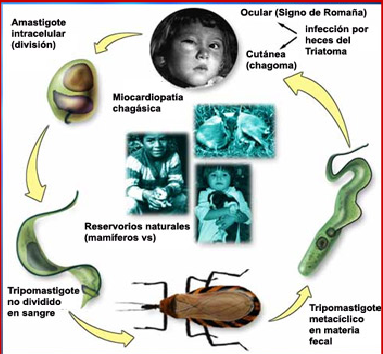 Amastigote
intracelular
(división)
Ocular (Signo de Romaña)
infección por
heces del
Triatoma
Cutánea
(chagoma)
Miocardiopatía
chagásica
Reservorios naturales
(mamíferos vs)
Tripomastigote
no dividido
en sangre
Tripomastigote
metacíclico
en materia
fecal